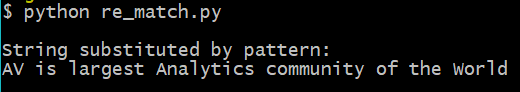 $ python re_match.py
String substituted by pattern:
AV is largest Analytics community of the World